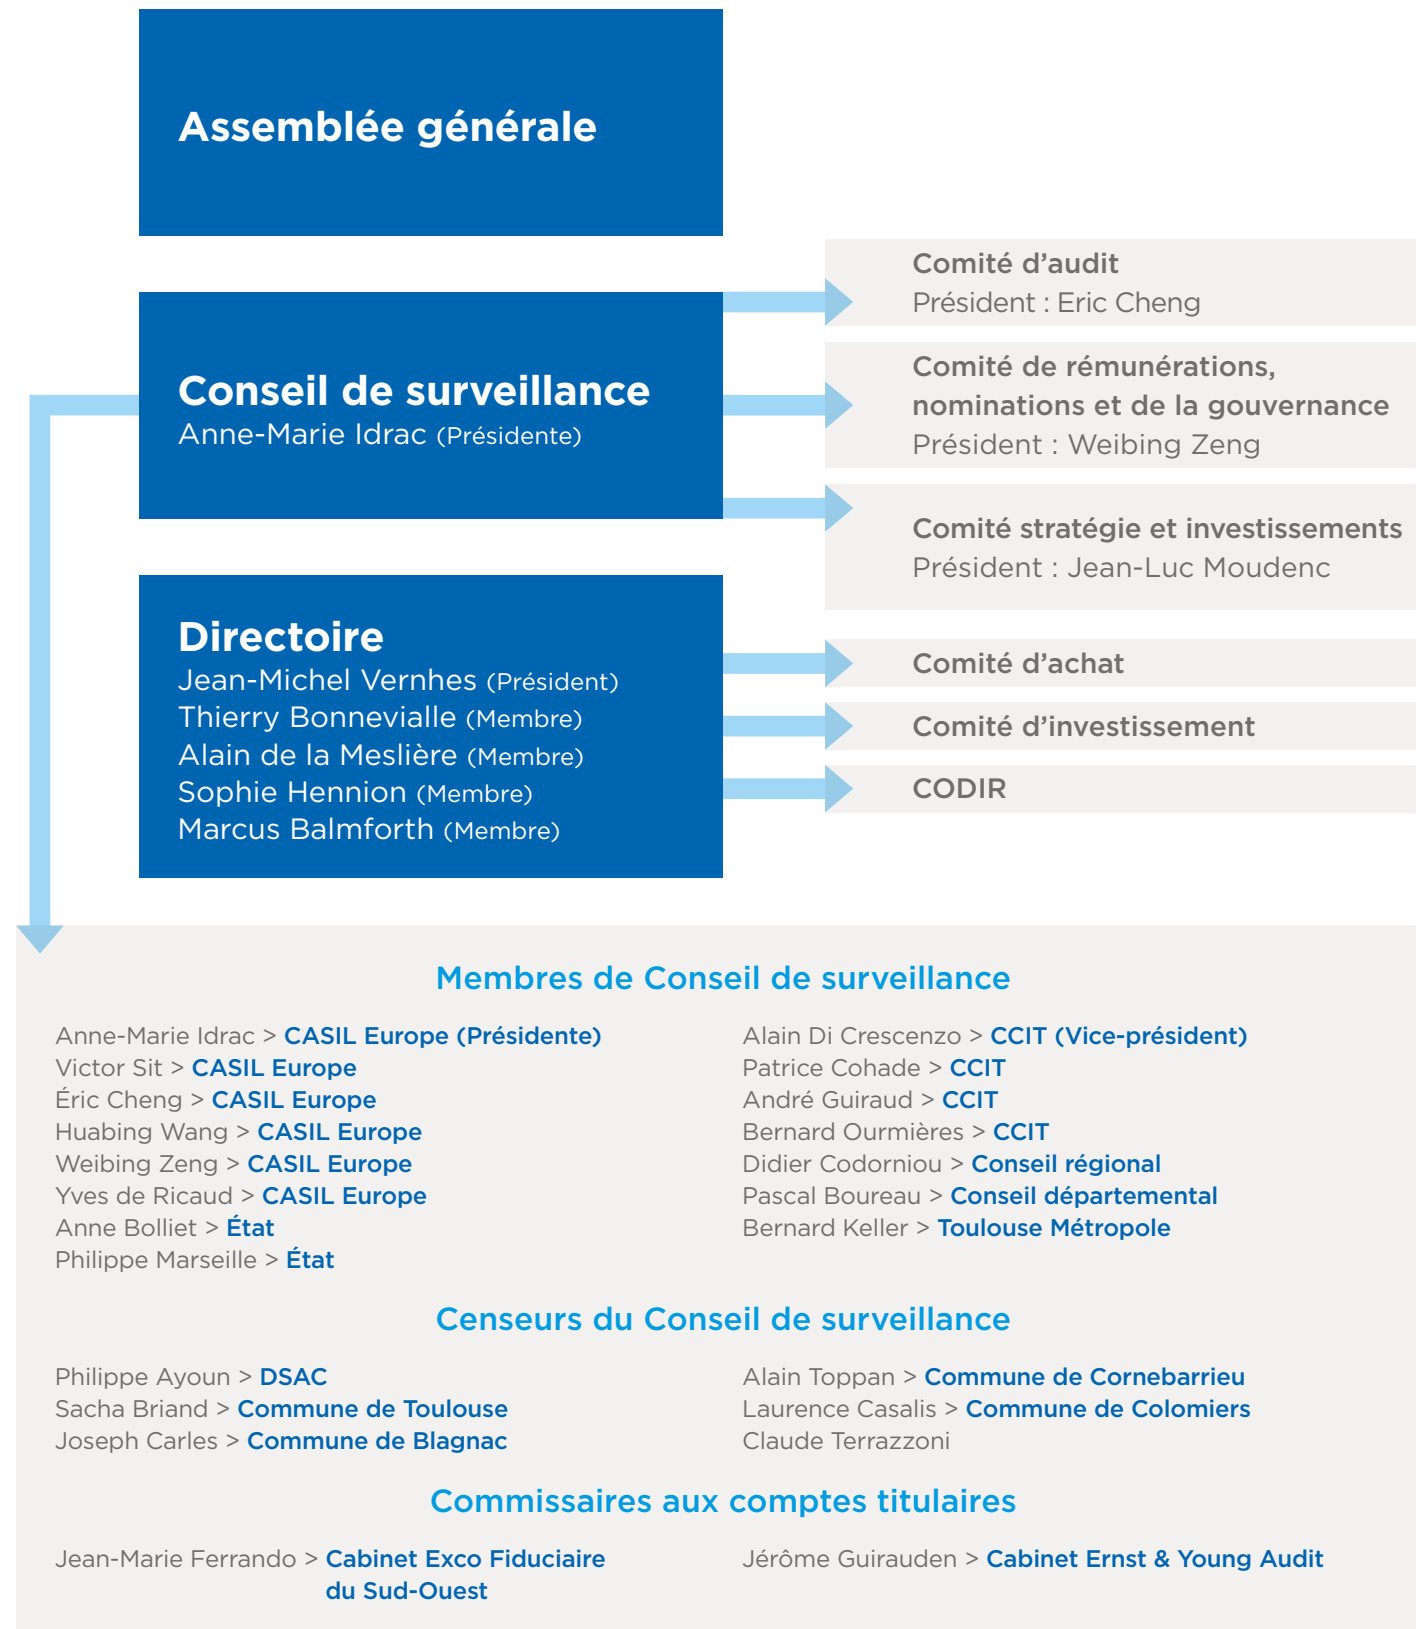 Assemblée générale
Conseil de surveillance
Anne-Marie Idrac (Présidente)
Comité d’audit
Président : Eric Cheng
Comité de rémunérations,
nominations et de la gouvernance
Président : Weibing Zeng
Comité stratégie et investissements
Président : Jean-Luc Moudenc
Directoire
Jean-Michel Vernhes (Président)
Thierry Bonnevialle (Membre)
Alain de la Meslière (Membre)
Sophie Hennion (Membre)
Marcus Balmforth (Membre)
Comité d’achat
Comité d’investissement
CODIR
Membres de Conseil de surveillance
Anne-Marie Idrac > CASIL Europe (Présidente)
Victor Sit > CASIL Europe
Éric Cheng > CASIL Europe
Huabing Wang > CASIL Europe
Weibing Zeng > CASIL Europe
Yves de Ricaud > CASIL Europe
Anne Bolliet > État
Philippe Marseille > État
Alain Di Crescenzo > CCIT (Vice-président)
Patrice Cohade > CCIT
André Guiraud > CCIT
Bernard Ourmières > CCIT
Didier Codorniou > Conseil régional
Pascal Boureau > Conseil départemental
Bernard Keller > Toulouse Métropole
Censeurs du Conseil de surveillance
Philippe Ayoun > DSAC
Sacha Briand > Commune de Toulouse
Joseph Carles > Commune de Blagnac
Alain Toppan > Commune de Cornebarrieu
Laurence Casalis > Commune de Colomiers
Claude Terrazzoni
Commissaires aux comptes titulaires
Jean-Marie Ferrando > Cabinet Exco Fiduciaire
du Sud-Ouest
Jérôme Guirauden > Cabinet Ernst & Young Audit